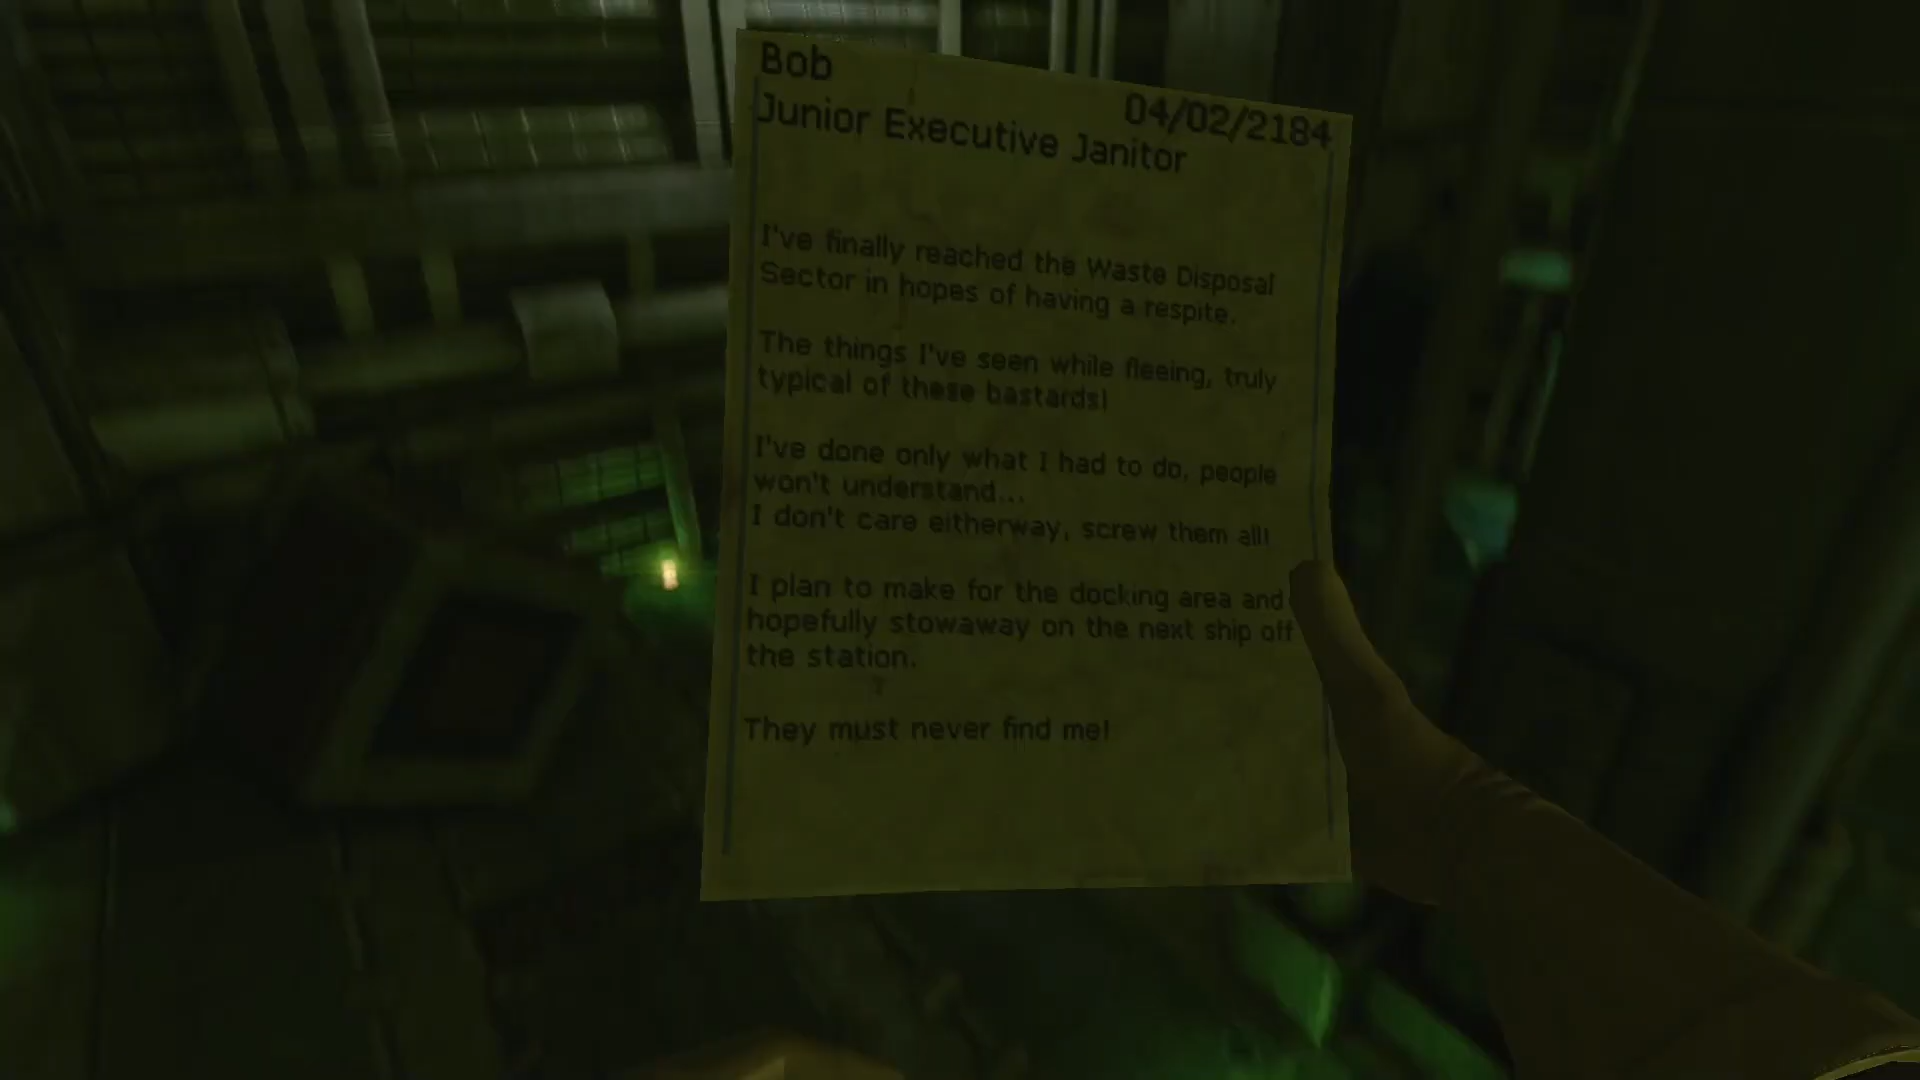 Bob
04/02/2184
Junior Executive Janitor
I've finally reached the Waste Disposal
Sector in hopes of having a respite.
The things I've seen while fleeing, truly
typical of these bastards!
I've done only what I had to do, people
won't understand...
I don't care eitherway, screw them all!
I plan to make for the docking area and
hopefully stowaway on the next ship off
the station.
They must never find me!